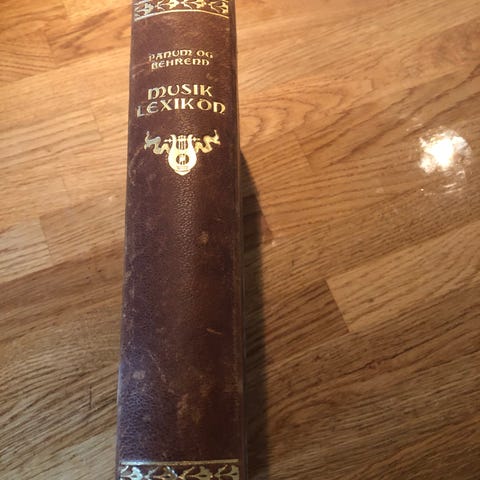 PANUM OG
BEHREND
MUSIK
LEXIKON